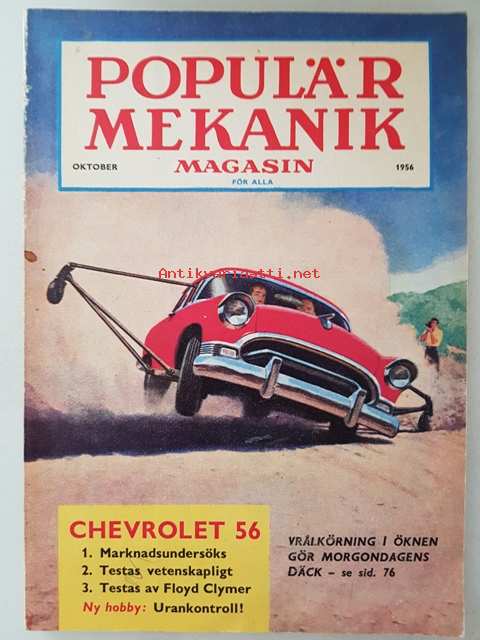 POPULÄR
MEKANIK
OKTOBER
MAGASIN
1956
FÖR ALLA
Antikvariaatti.net
CHEVROLET 56
1. Marknadsundersöks
2. Testas vetenskapligt
3. Testas av Floyd Clymer
Ny hobby: Urankontroll!
VRÅLKÖRNING I ÖKNEN
GÖR MORGONDAGENS
DÄCK – se sid. 76